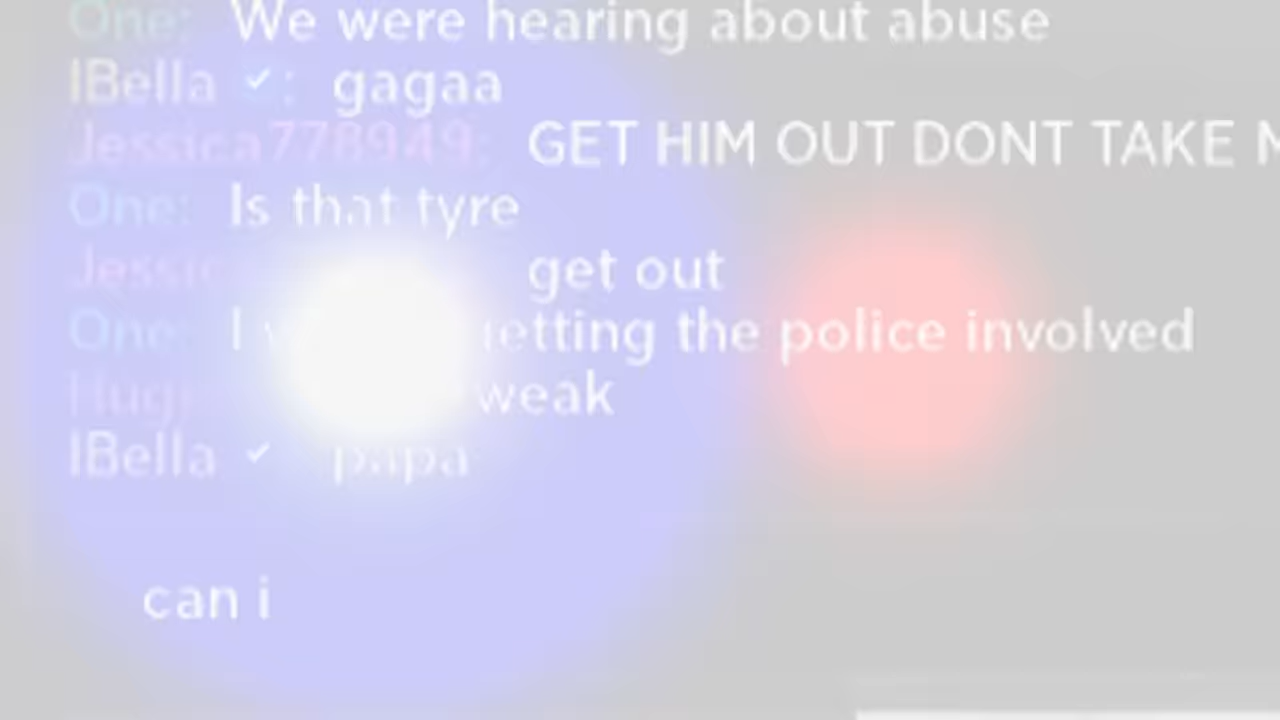 One: We were hearing about abuse
IBella ✓: gagaa
Jessica778949: GET HIM OUT DONT TAKE
One: Is that tyre
get out
One: I the police involved
weak
IBella ✓ papa
can i